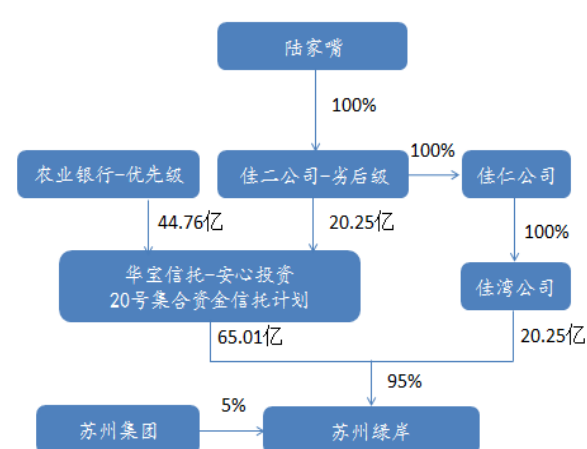 陆家嘴
100%
农业银行-优先级
佳二公司-劣后级
100%
佳仁公司
44.76亿
20.25亿
100%
华宝信托-安心投资
20号集合资金信托计划
佳湾公司
65.01亿
20.25亿
95%
5%
苏州集团
苏州绿岸